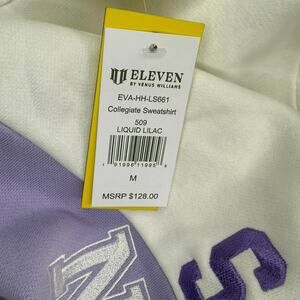 ELEVEN
BY VENUS WILLIAMS
EVA-HH-LS661
Collegiate Sweatshirt
509
LIQUID LILAC
M
MSRP $128.00
N
S